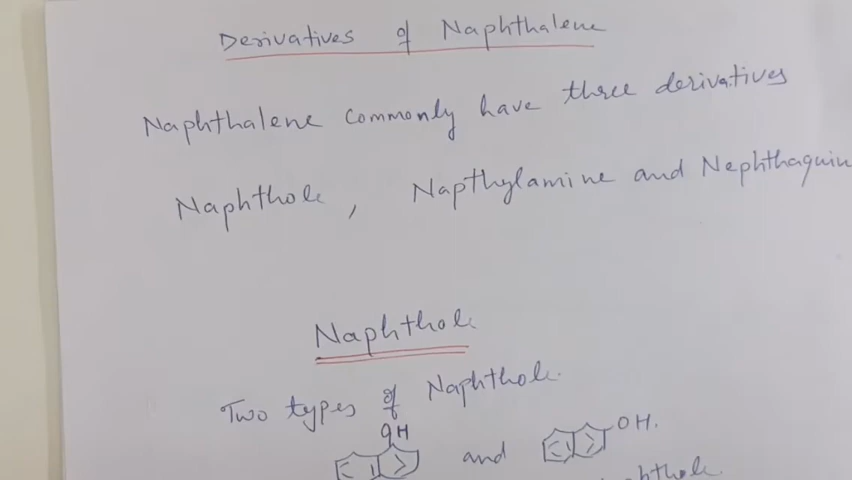 Derivatives of Naphthalene
Naphthalene commonly have three derivatives
Naphthole, Napthylamine and Nephthaquin
Naphthole
Two types of Naphthole.
OH
and
OH.